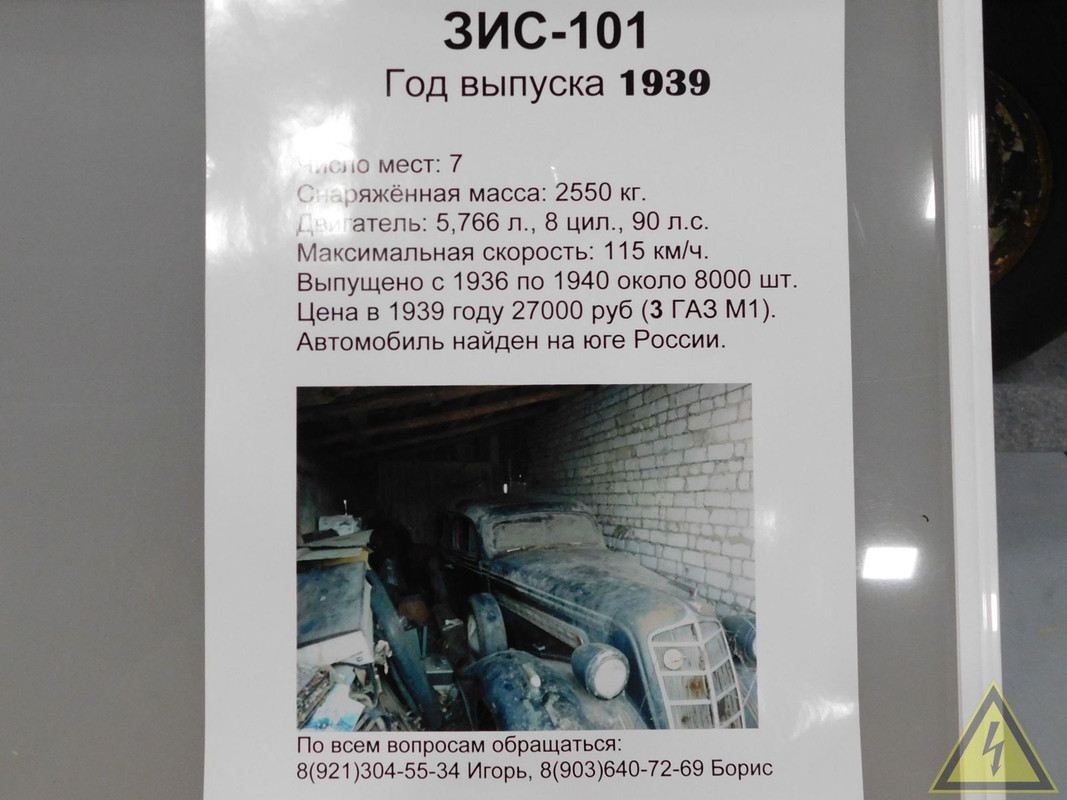 ЗИС-101
Год выпуска 1939
Число мест: 7
Снаряжённая масса: 2550 кг.
Двигатель: 5,766 л., 8 цил., 90 л.с.
Максимальная скорость: 115 км/ч.
Выпущено с 1936 по 1940 около 8000 шт.
Цена в 1939 году 27000 руб (3 ГАЗ М1).
Автомобиль найден на юге России.
По всем вопросам обращаться:
8(921)304-55-34 Игорь, 8(903)640-72-69 Борис